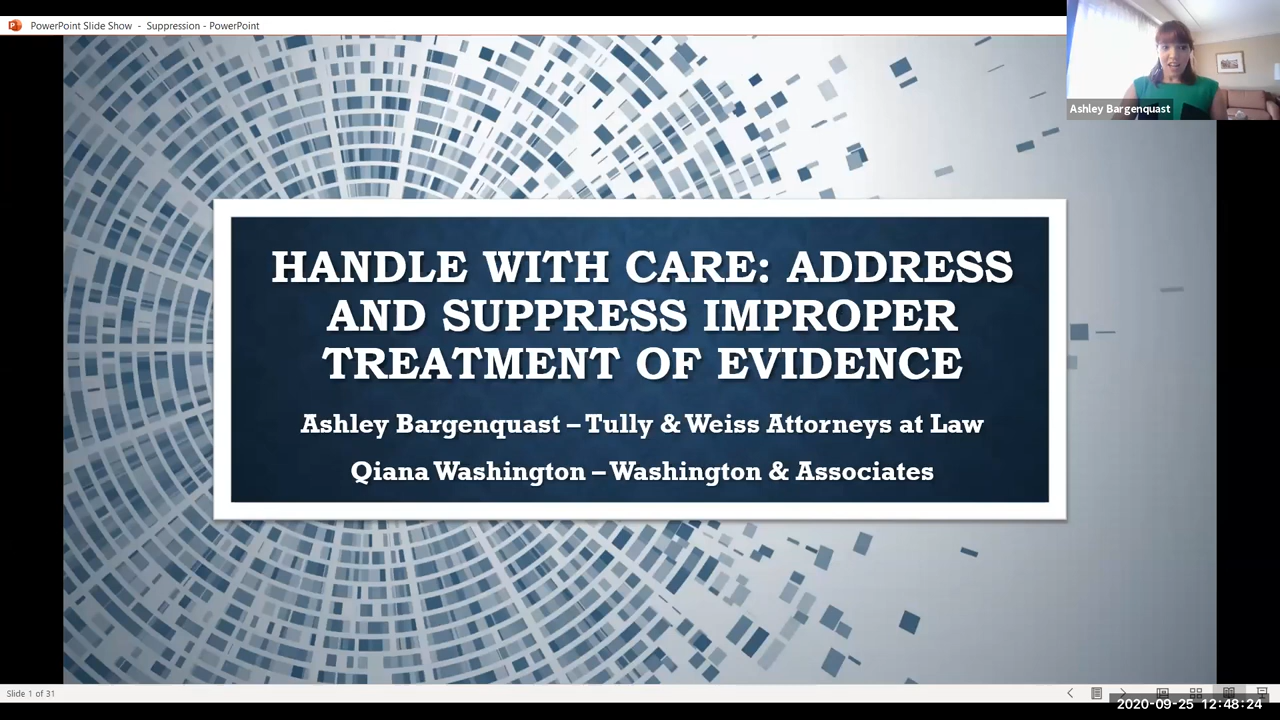 PowerPoint Slide Show - Suppression - PowerPoint
Ashley Bargenquast
HANDLE WITH CARE: ADDRESS
AND SUPPRESS IMPROPER
TREATMENT OF EVIDENCE
Ashley Bargenquast – Tully & Weiss Attorneys at Law
Qiana Washington – Washington & Associates
Slide 1 of 31
2020-09-25 12:48:24